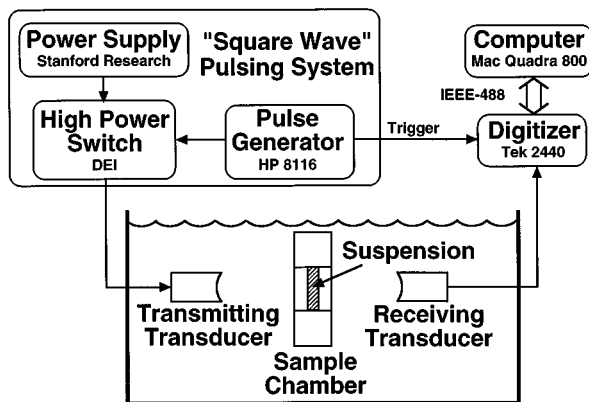 Power Supply
Stanford Research
"Square Wave"
Pulsing System
Computer
Mac Quadra 800
IEEE-488
High Power
Switch
DEI
Pulse
Generator
HP 8116
Trigger
Digitizer
Tek 2440
Suspension
Transmitting
Transducer
Receiving
Transducer
Sample
Chamber